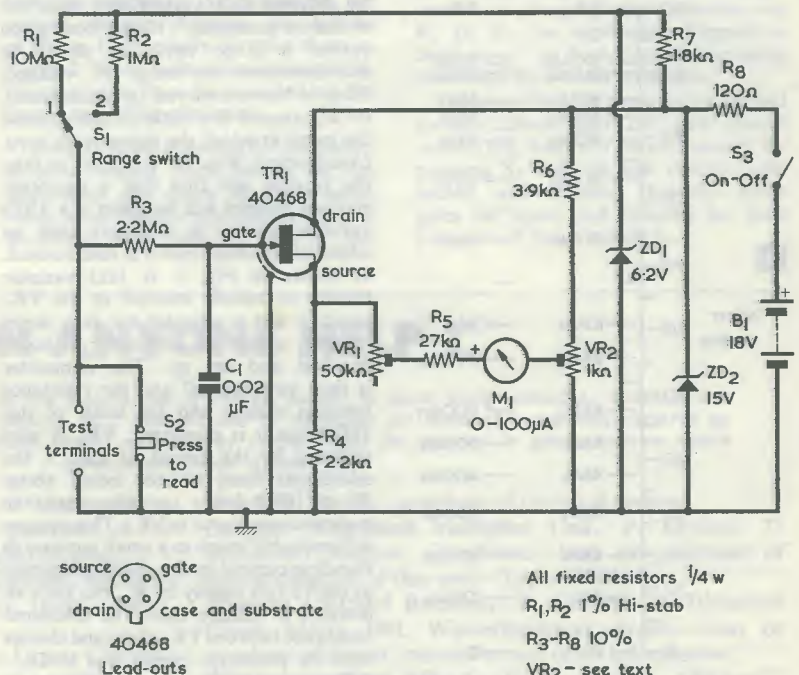 R1
10MΩ
R2
1MΩ
1
2
S1
Range switch
R3
2·2MΩ
TR1
40468
gate
drain
source
C1
0·02
μF
Test
terminals
S2
Press
to
read
VR1
50kΩ
R4
2·2kΩ
R5
27kΩ
+
M1
0-100μA
R6
3·9kΩ
VR2
1kΩ
R7
1·8kΩ
R8
120Ω
S3
On-Off
ZD1
6·2V
ZD2
15V
+
B1
18V
source
gate
drain
case and substrate
40468
Lead-outs
All fixed resistors 1/4 w
R1,R2 1% Hi-stab
R3-R8 10%
VR2 - see text